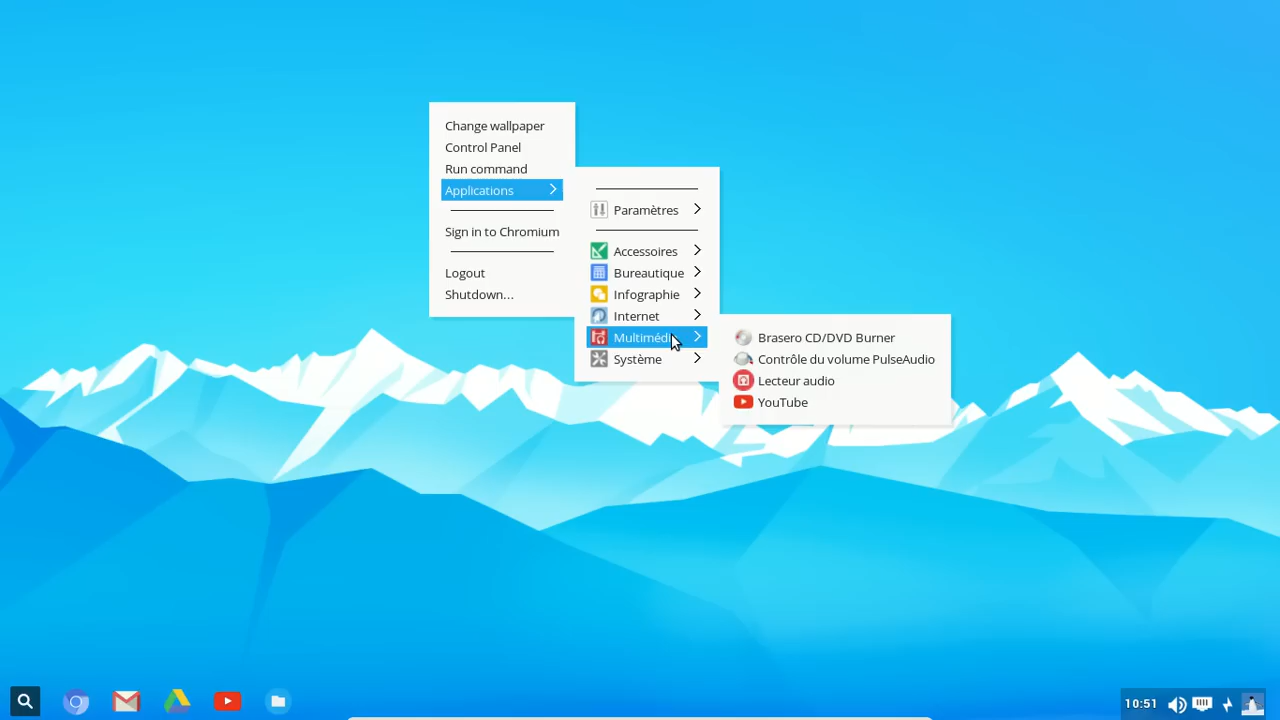 Change wallpaper
Control Panel
Run command
Applications
Sign in to Chromium
Logout
Shutdown...
Paramètres
Accessoires
Bureautique
Infographie
Internet
Multimédi
Système
Brasero CD/DVD Burner
Contrôle du volume PulseAudio
Lecteur audio
YouTube
10:51